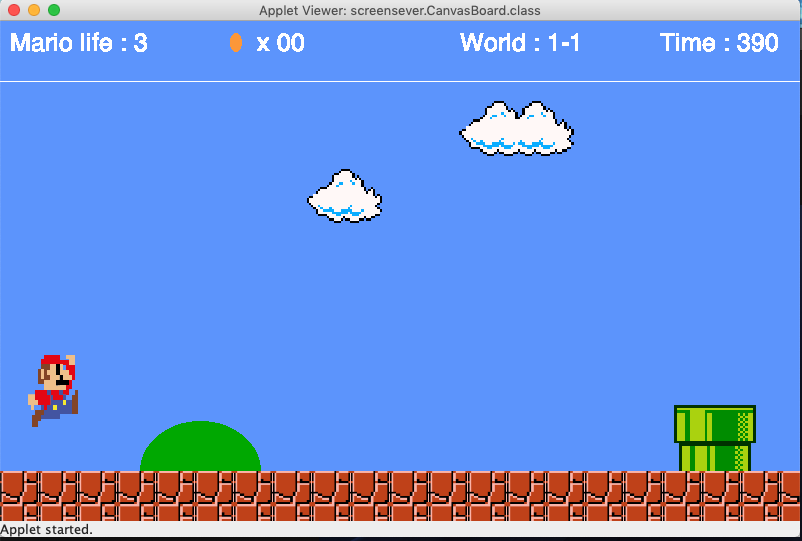 Applet Viewer: screensever.CanvasBoard.class
Mario life : 3 x 00 World : 1-1 Time : 390
Applet started.